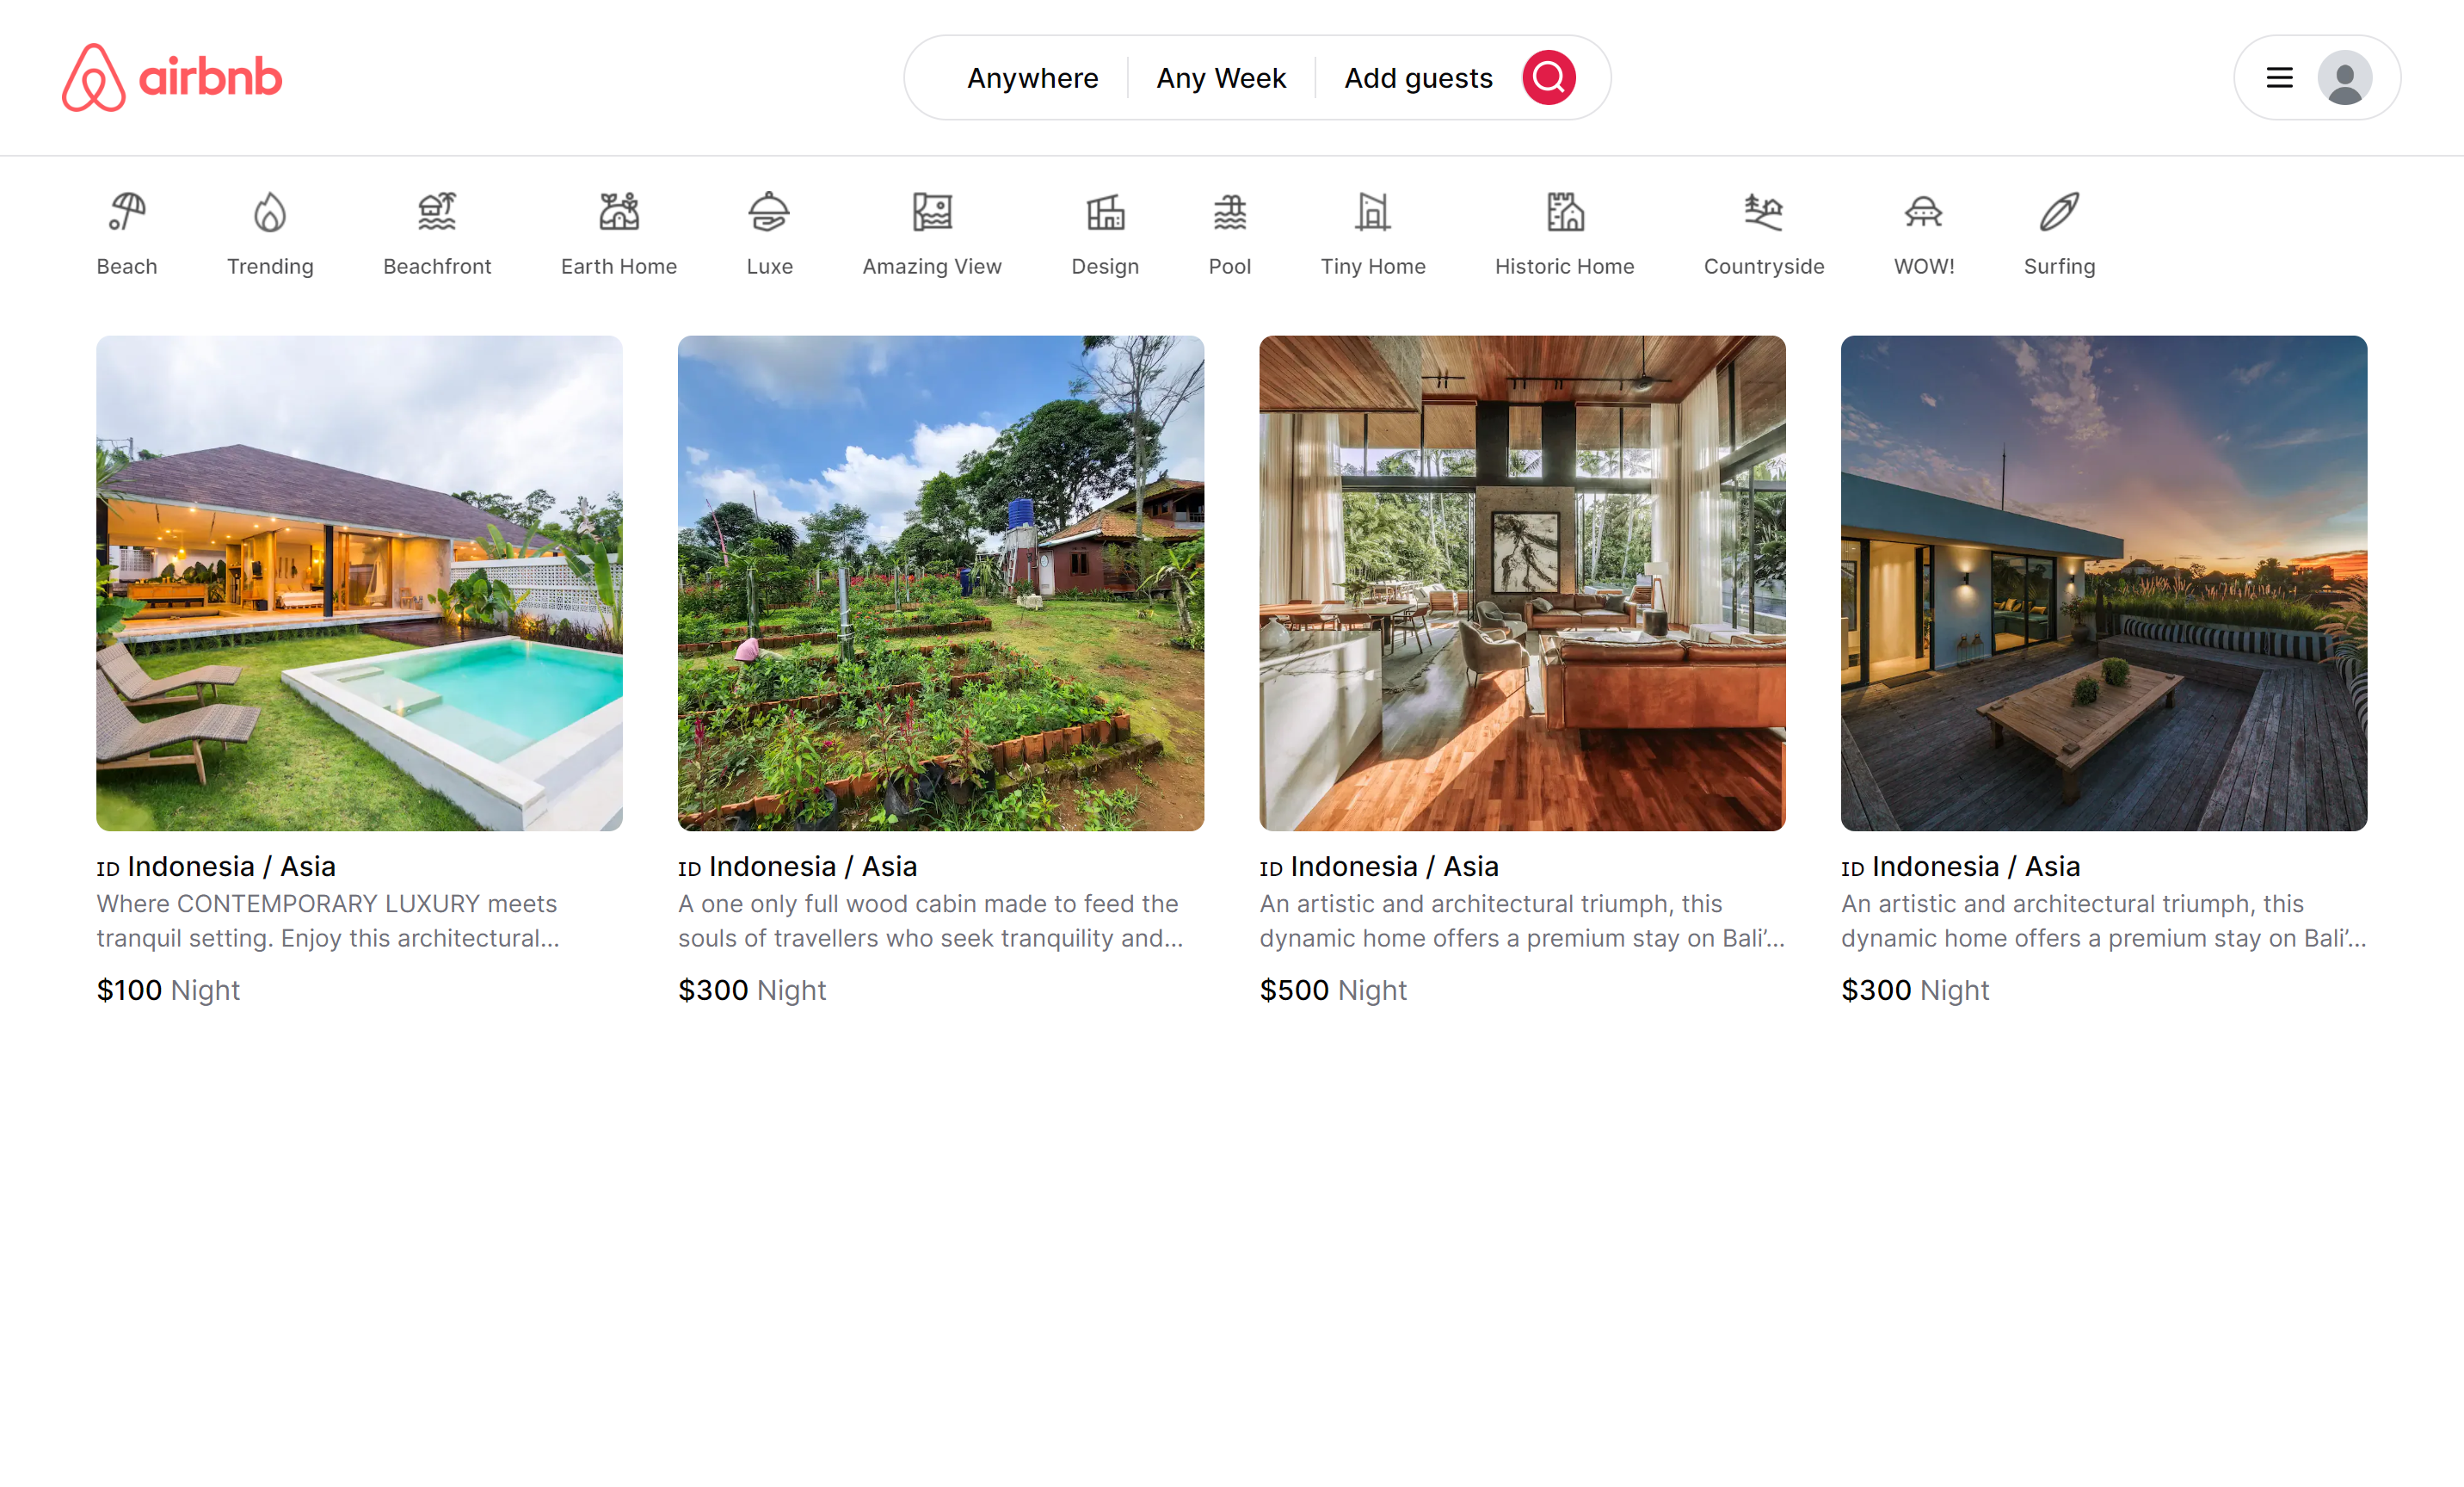 airbnb
Anywhere
Any Week
Add guests
Beach
Trending
Beachfront
Earth Home
Luxe
Amazing View
Design
Pool
Tiny Home
Historic Home
Countryside
WOW!
Surfing
ID Indonesia / Asia
Where CONTEMPORARY LUXURY meets
tranquil setting. Enjoy this architectural...
$100 Night
ID Indonesia / Asia
A one only full wood cabin made to feed the
souls of travellers who seek tranquility and...
$300 Night
ID Indonesia / Asia
An artistic and architectural triumph, this
dynamic home offers a premium stay on Bali’...
$500 Night
ID Indonesia / Asia
An artistic and architectural triumph, this
dynamic home offers a premium stay on Bali’...
$300 Night